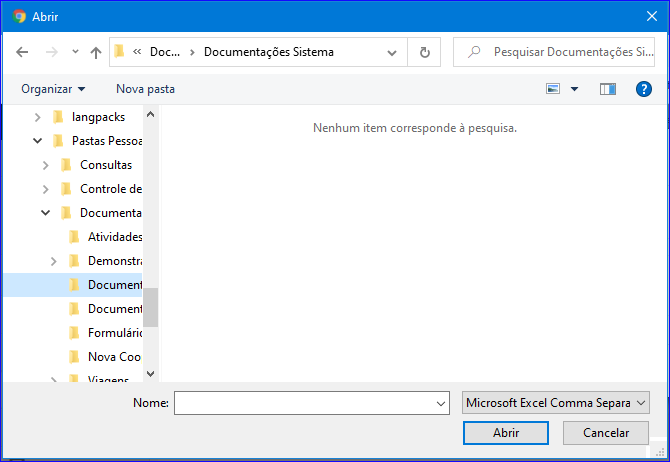 Abrir
« Doc... > Documentações Sistema
Pesquisar Documentações Si...
Organizar
Nova pasta
?
langpacks
Pastas Pessoa
Nenhum item corresponde à pesquisa.
Consultas
Controle de
Documenta
Atividades
Demonstra
Document
Document
Formulário
Nova Coo
Viagens
Nome:
Microsoft Excel Comma Separa
Abrir
Cancelar